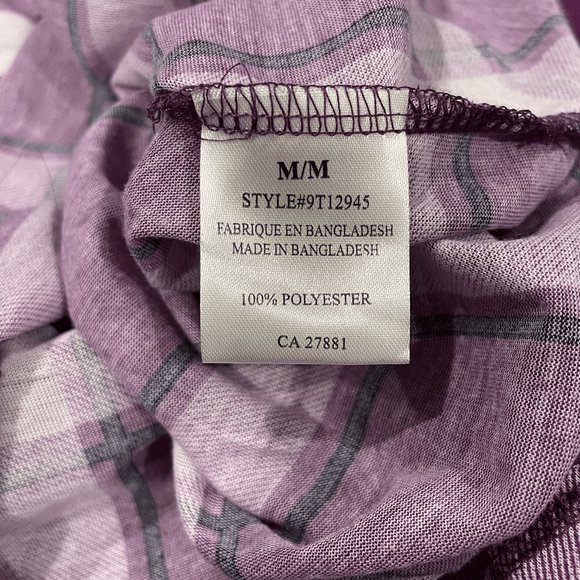 M/M
STYLE#9T12945
FABRIQUE EN BANGLADESH
MADE IN BANGLADESH
100% POLYESTER
CA 27881